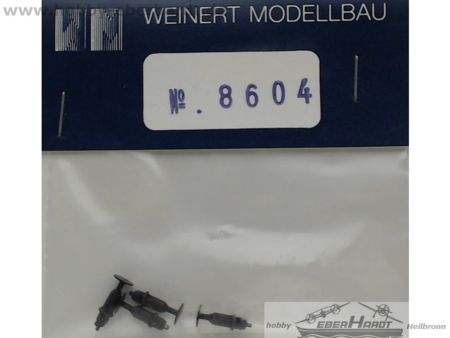 WEINERT MODELLBAU
№. 8604
hobby EBERHARDT Heilbronn